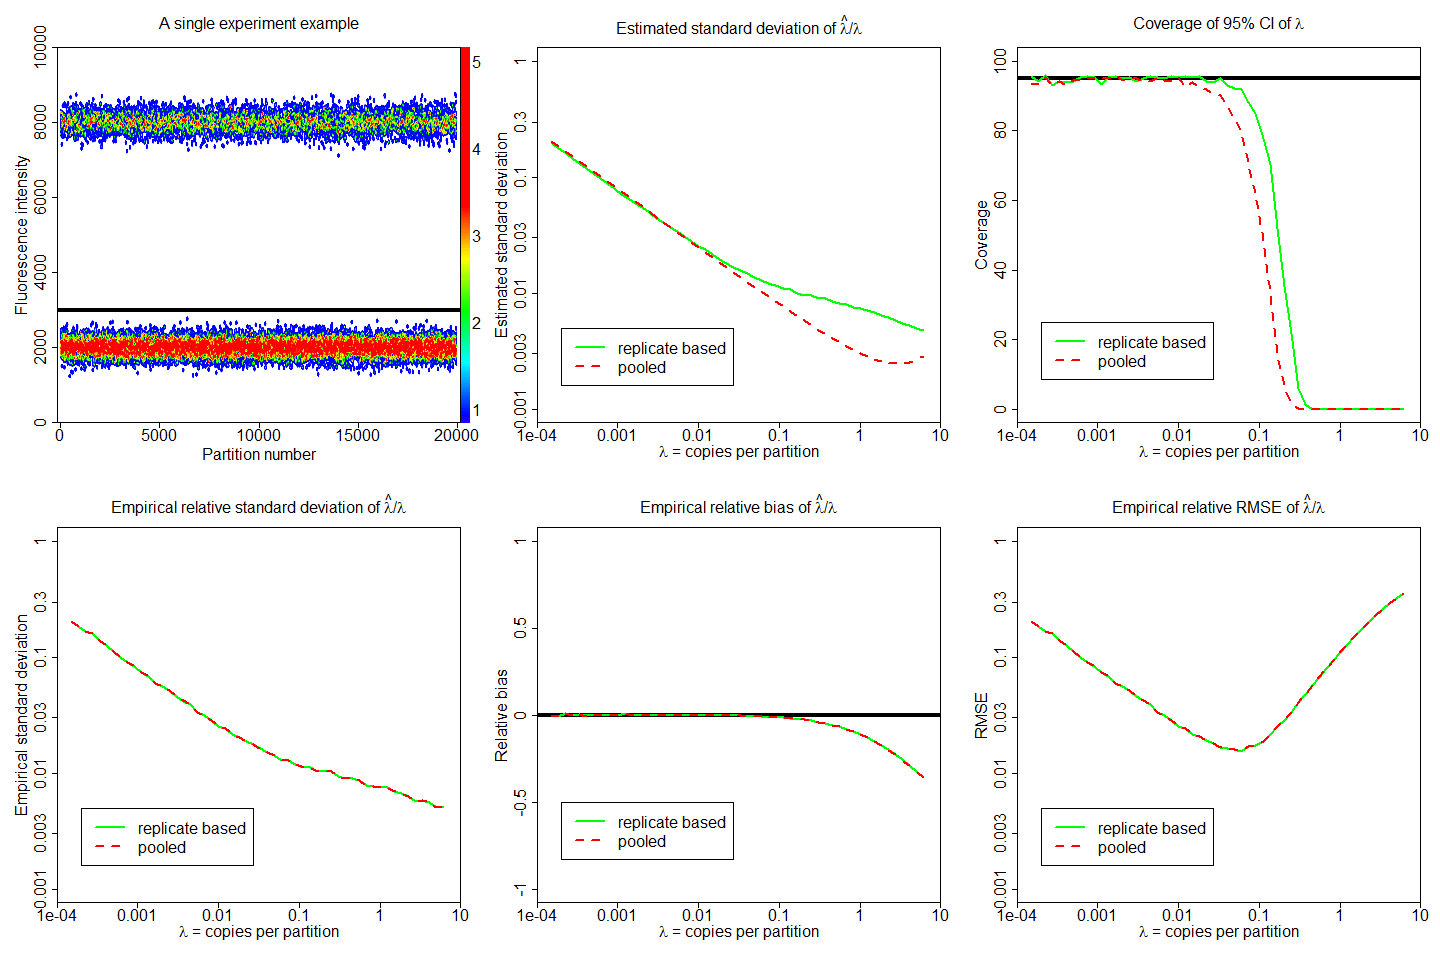 A single experiment example
Fluorescence intensity
10000
8000
6000
4000
2000
0
5
4
3
2
1
0
5000
10000
15000
20000
Partition number
Estimated standard deviation of λ̂/λ
Estimated standard deviation
1
0.3
0.1
0.03
0.01
0.003
0.001
replicate based
pooled
1e-04
0.001
0.01
0.1
1
10
λ = copies per partition
Coverage of 95% CI of λ
Coverage
100
80
60
40
20
0
replicate based
pooled
1e-04
0.001
0.01
0.1
1
10
λ = copies per partition
Empirical relative standard deviation of λ̂/λ
Empirical standard deviation
1
0.3
0.1
0.03
0.01
0.003
0.001
replicate based
pooled
1e-04
0.001
0.01
0.1
1
10
λ = copies per partition
Empirical relative bias of λ̂/λ
Relative bias
1
0.5
0
-0.5
-1
replicate based
pooled
1e-04
0.001
0.01
0.1
1
10
λ = copies per partition
Empirical relative RMSE of λ̂/λ
RMSE
1
0.3
0.1
0.03
0.01
0.003
0.001
replicate based
pooled
1e-04
0.001
0.01
0.1
1
10
λ = copies per partition